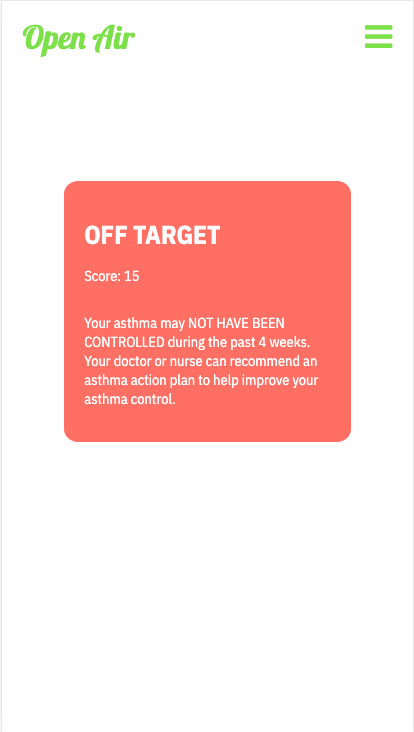 Open Air
OFF TARGET
Score: 15
Your asthma may NOT HAVE BEEN
CONTROLLED during the past 4 weeks.
Your doctor or nurse can recommend an
asthma action plan to help improve your
asthma control.